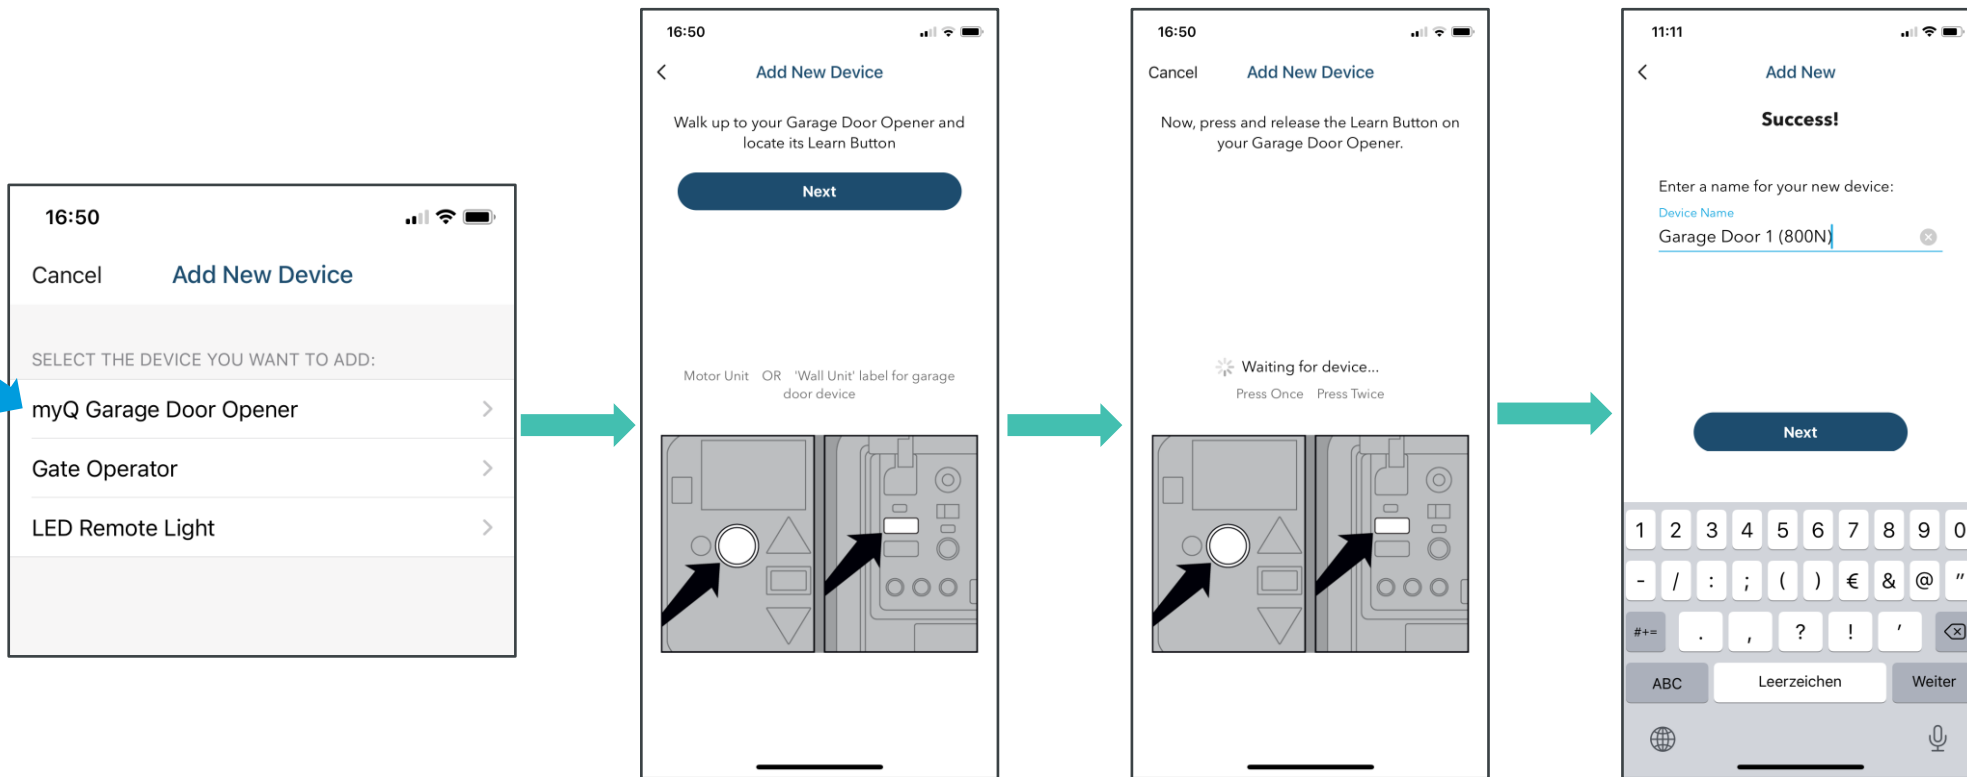 16:50
Cancel Add New Device
SELECT THE DEVICE YOU WANT TO ADD:
myQ Garage Door Opener
Gate Operator
LED Remote Light
16:50
Add New Device
Walk up to your Garage Door Opener and
locate its Learn Button
Next
Motor Unit OR 'Wall Unit' label for garage
door device
16:50
Cancel Add New Device
Now, press and release the Learn Button on
your Garage Door Opener.
Waiting for device...
Press Once Press Twice
11:11
Add New
Success!
Enter a name for your new device:
Device Name
Garage Door 1 (800N)
Next
1 2 3 4 5 6 7 8 9 0
- / : ; ( ) € & @ "
#+= . , ? ! '
ABC Leerzeichen Weiter